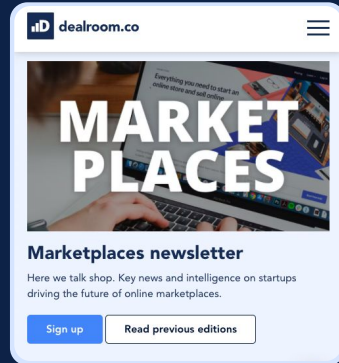 dealroom.co
Everything you need to start an
online store and sell online
MARKET
PLACES
Marketplaces newsletter
Here we talk shop. Key news and intelligence on startups
driving the future of online marketplaces.
Sign up
Read previous editions